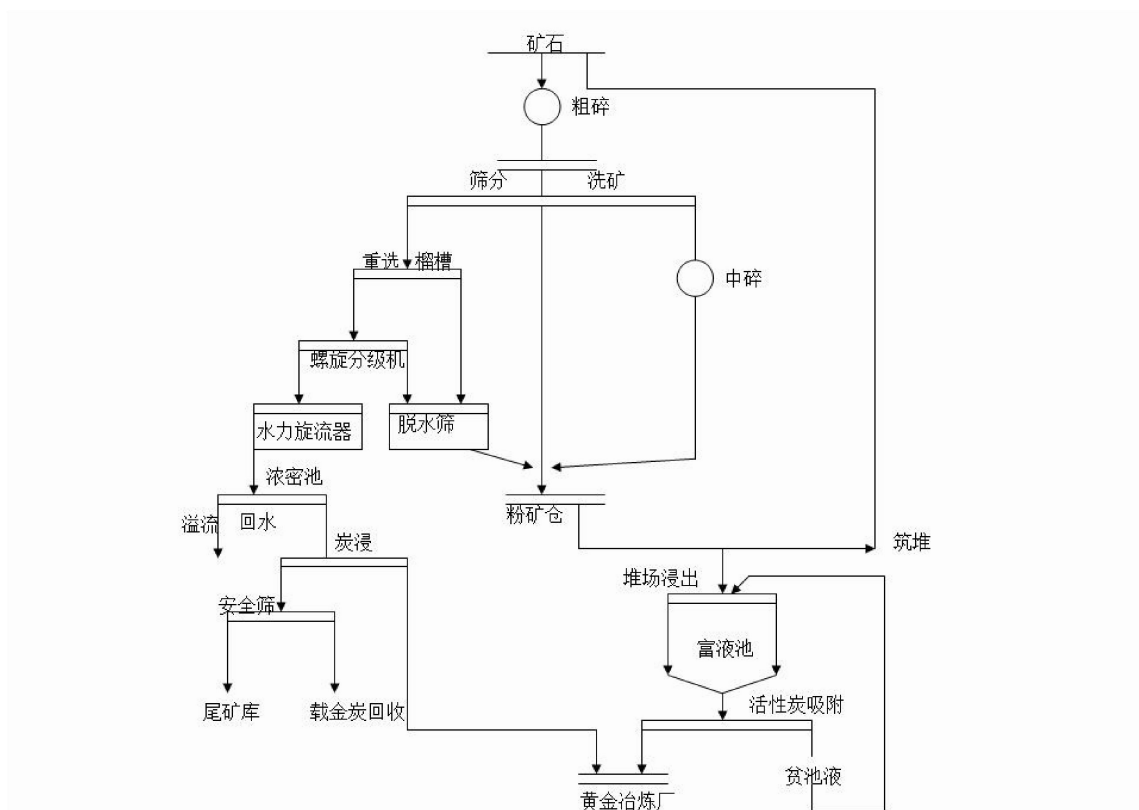 矿石
粗碎
筛分 洗矿
重选 榴槽
中碎
螺旋分级机
水力旋流器
脱水筛
浓密池
溢流 回水
粉矿仓
炭浸
筑堆
堆场浸出
安全筛
富液池
尾矿库
载金炭回收
活性炭吸附
贫池液
黄金冶炼厂